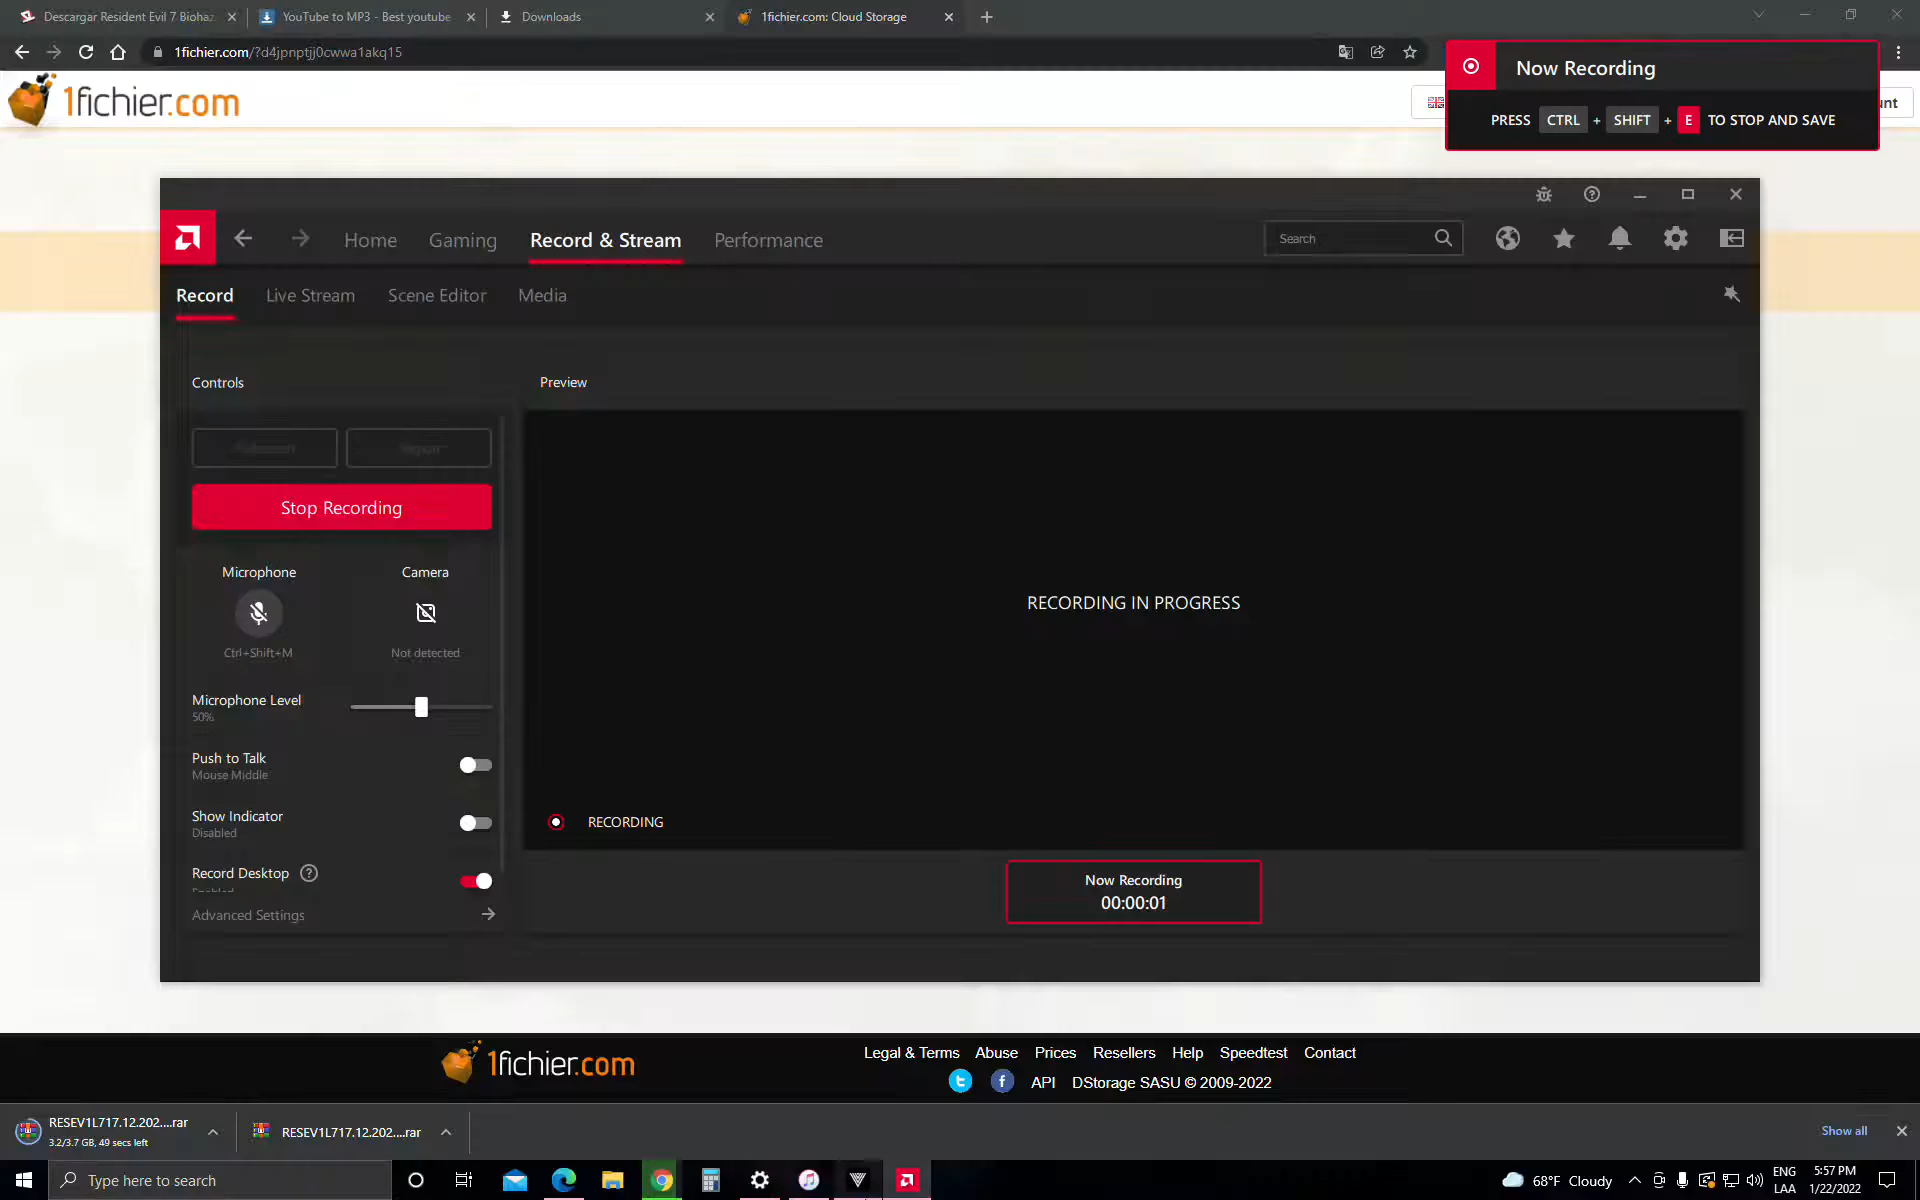 Descargar Resident Evil 7 Biohaz
YouTube to MP3 - Best youtube
Downloads
1fichier.com: Cloud Storage
1fichier.com/?d4jpnptjj0cwwa1akq15
Now Recording
PRESS CTRL + SHIFT + E TO STOP AND SAVE
1fichier.com
unt
Home
Gaming
Record & Stream
Performance
Search
Record
Live Stream
Scene Editor
Media
Controls
Preview
Stop Recording
Microphone
Camera
Ctrl+Shift+M
Not detected
RECORDING IN PROGRESS
Microphone Level
50%
Push to Talk
Mouse Middle
Show Indicator
Disabled
RECORDING
Record Desktop
Enabled
Advanced Settings
Now Recording
00:00:01
1fichier.com
Legal & Terms Abuse Prices Resellers Help Speedtest Contact
API DStorage SASU © 2009-2022
RESEV1L717.12.202....rar
3.2/3.7 GB, 49 secs left
RESEV1L717.12.202....rar
Show all
Type here to search
68°F Cloudy
ENG
LAA
5:57 PM
1/22/2022